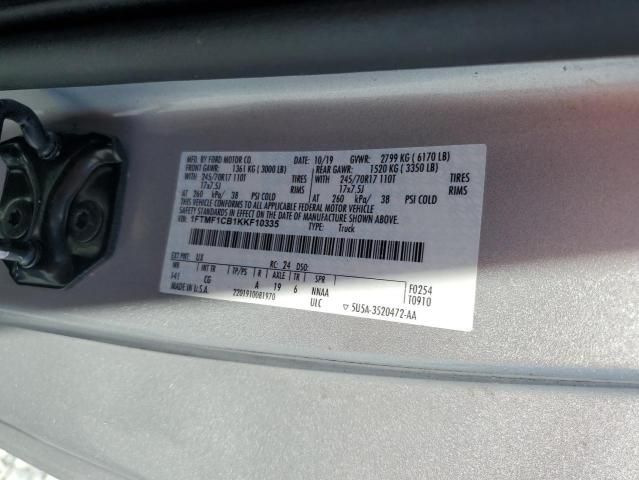 MFD. BY FORD MOTOR CO. 10/19 GVWR: 2799 KG ( 6170 LB)
FRONT GAWR: 1361 KG ( 3000 LB) REAR GAWR: 1520 KG ( 3350 LB)
WITH 245/70R17 110T TIRES WITH 245/70R17 110T TIRES
17x7.5J RIMS 17x7.5J RIMS
AT 260 kPa/ 38 PSI COLD AT 260 kPa/ 38 PSI COLD
THIS VEHICLE CONFORMS TO ALL APPLICABLE FEDERAL MOTOR VEHICLE
SAFETY STANDARDS IN EFFECT ON THE DATE OF MANUFACTURE SHOWN ABOVE.
VIN: 1FTMF1CB1KKF10335 TYPE: Truck
EXT PNT: UX RC: 24 DSO:
WB INT TR TP/PS R AXLE TR SPR
141 CG A 19 6 NNAA
MADE IN U.S.A. 2201910081970 ULC
F0254
T0910
▽ 5U5A-3520472-AA